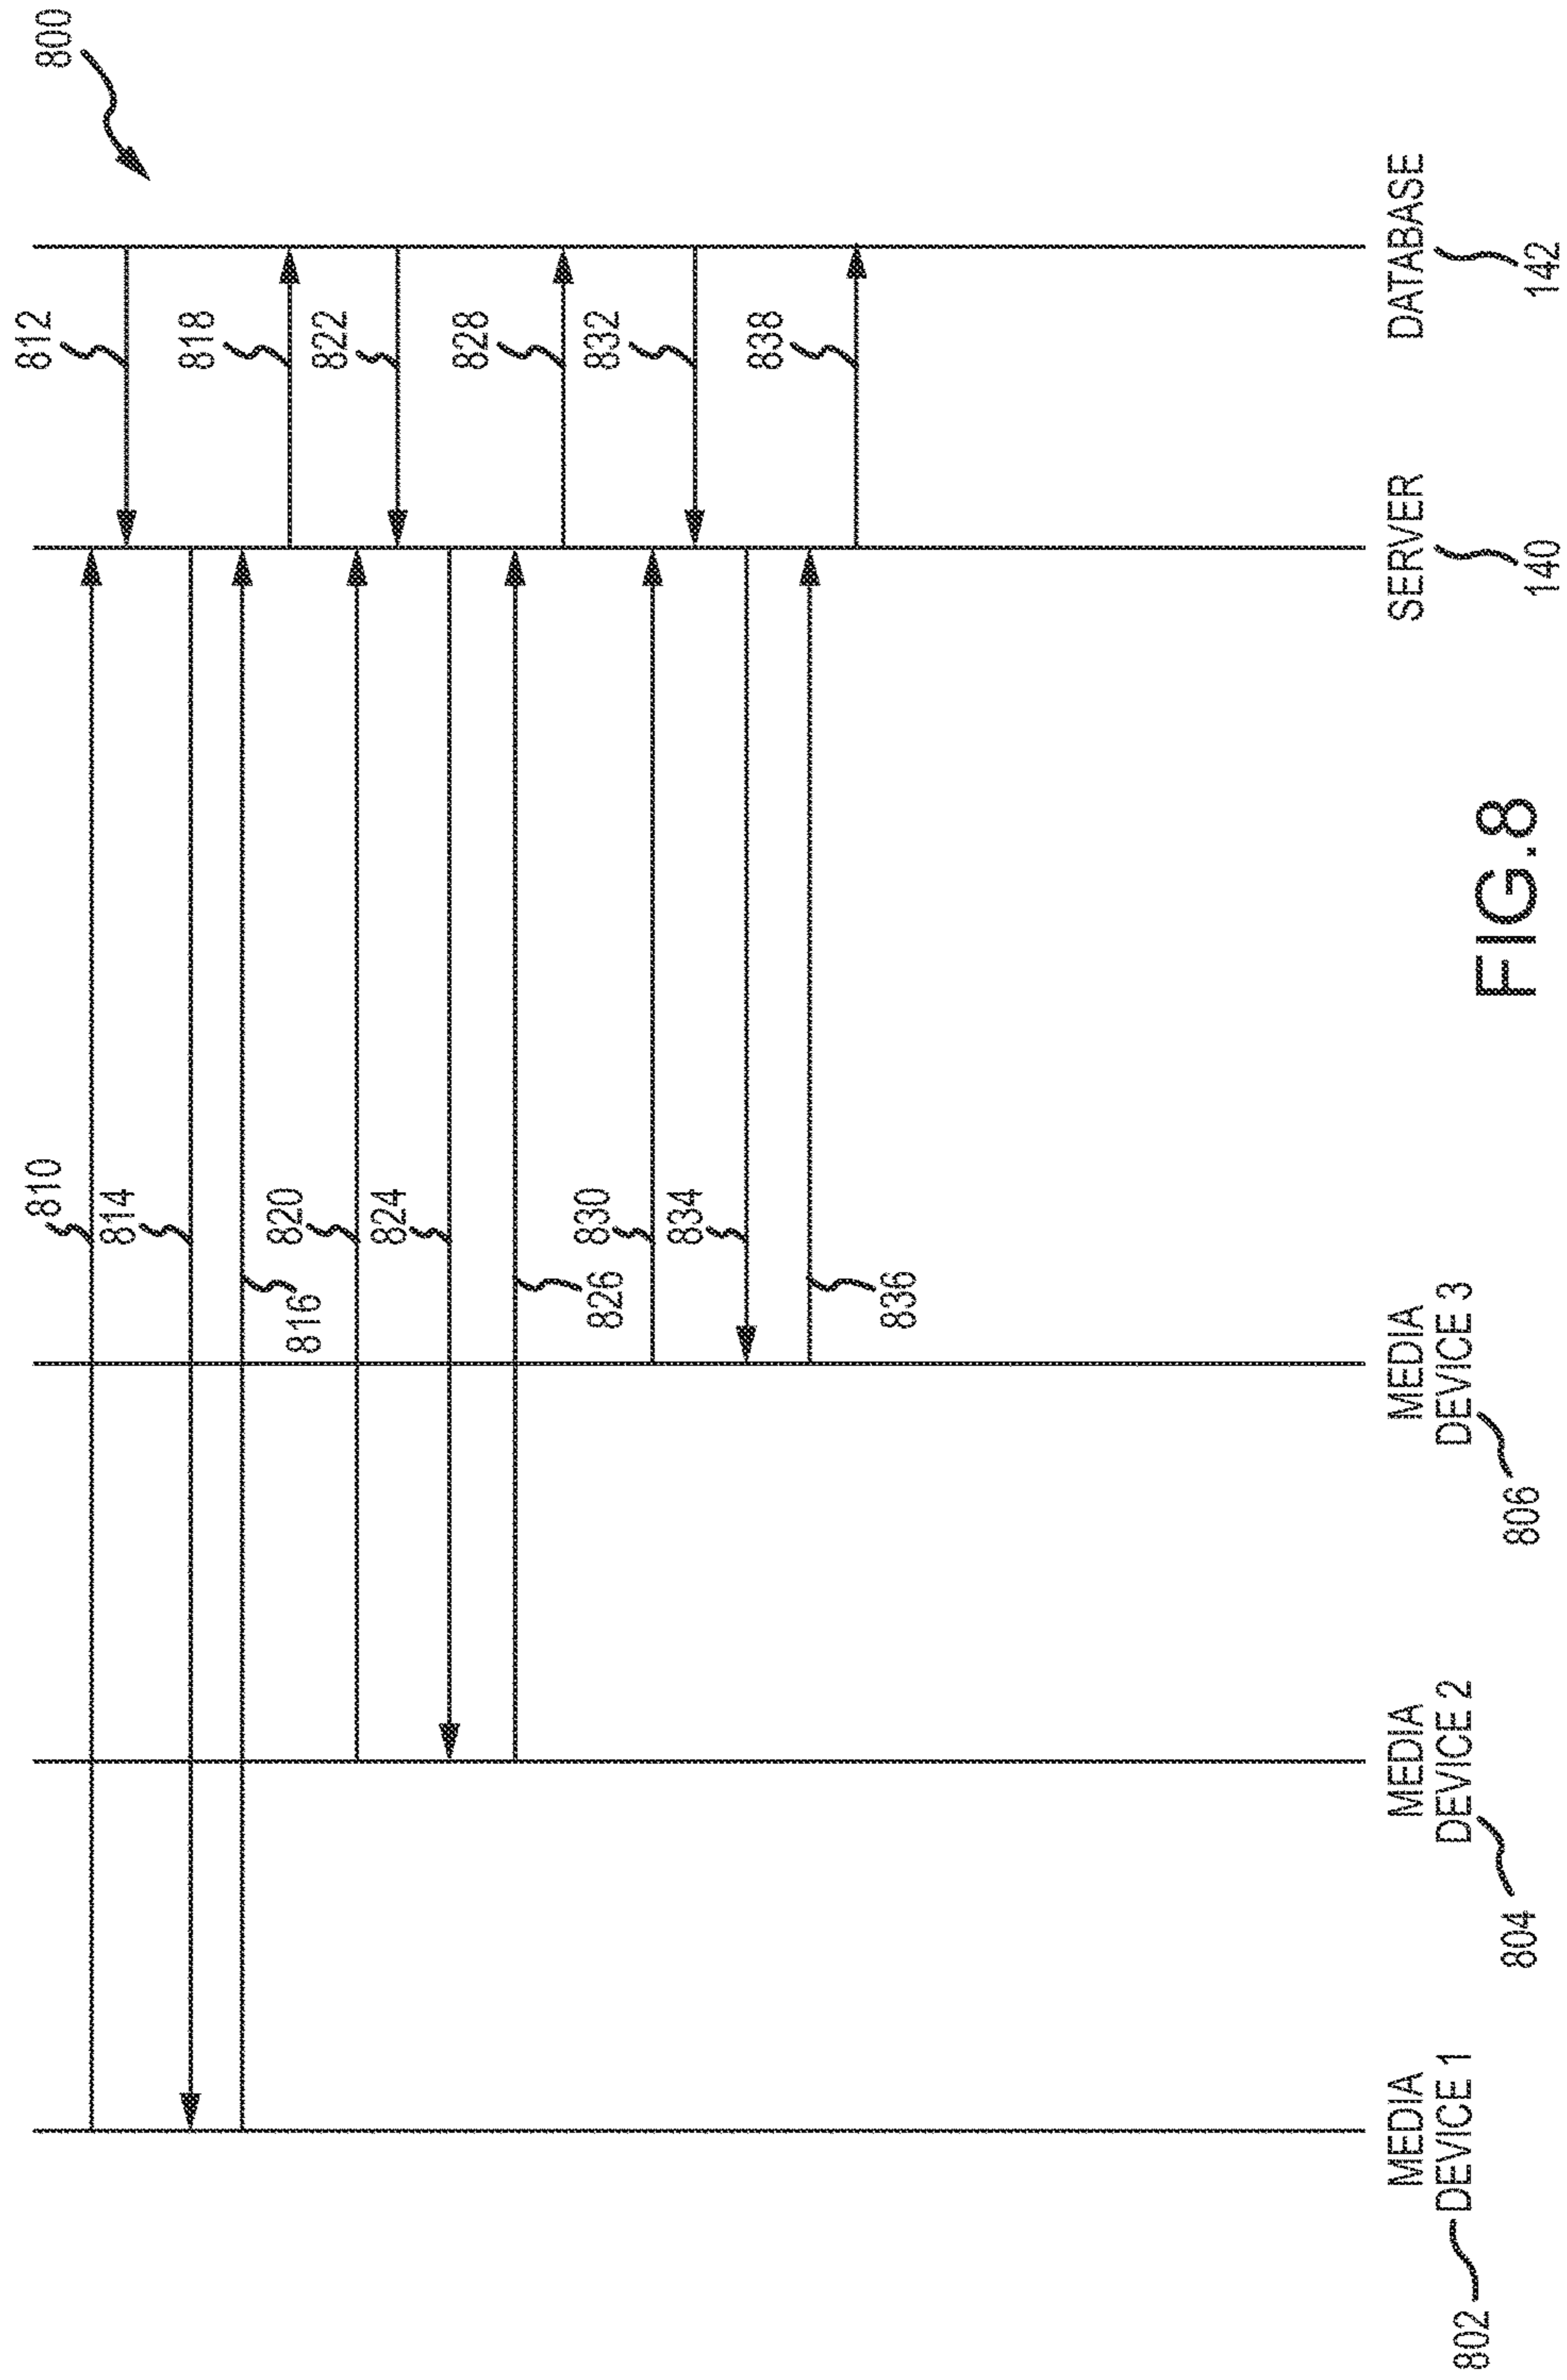 800
812
818
822
828
832
838
810
814
816
820
824
826
830
834
836
MEDIA
DEVICE 1
802
MEDIA
DEVICE 2
804
MEDIA
DEVICE 3
806
SERVER
140
DATABASE
142
FIG.8